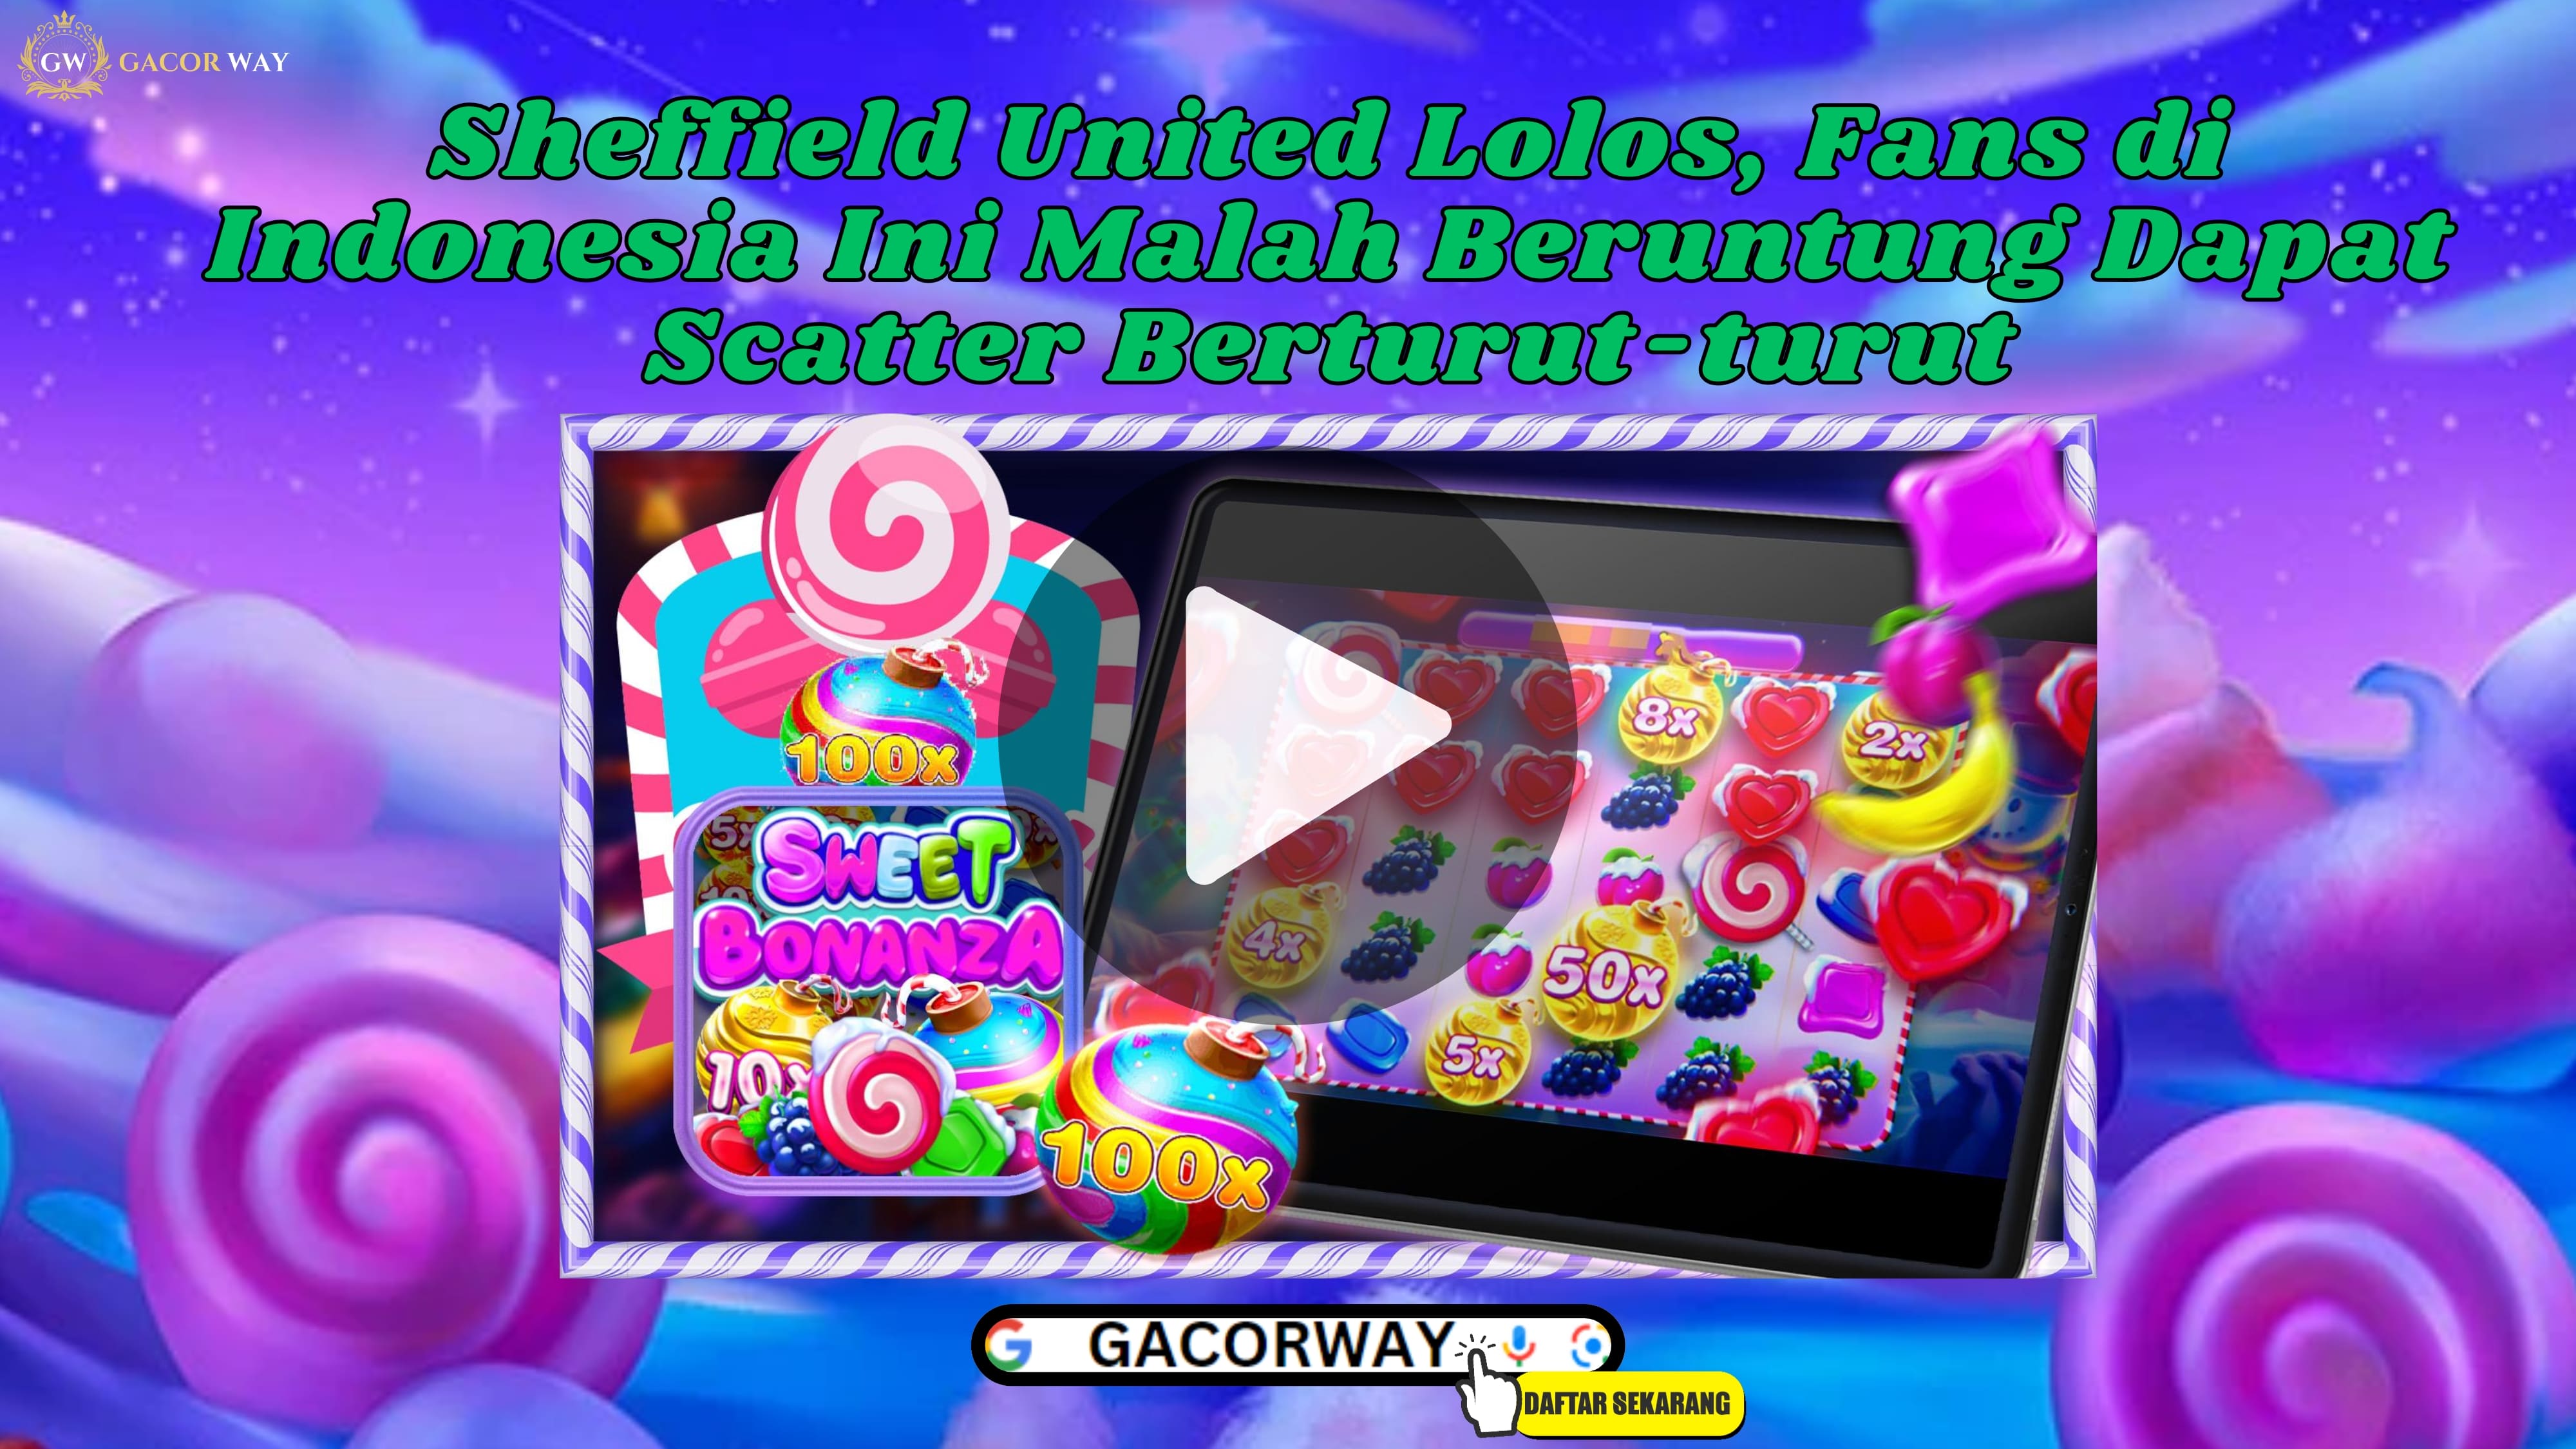 GW GACOR WAY
Sheffield United Lolos, Fans di
Indonesia Ini Malah Beruntung Dapat
Scatter Berturut-turut
100x
8x
2x
5x
SWEET
BONANZA
4x
50x
10x
5x
100x
GACORWAY
DAFTAR SEKARANG